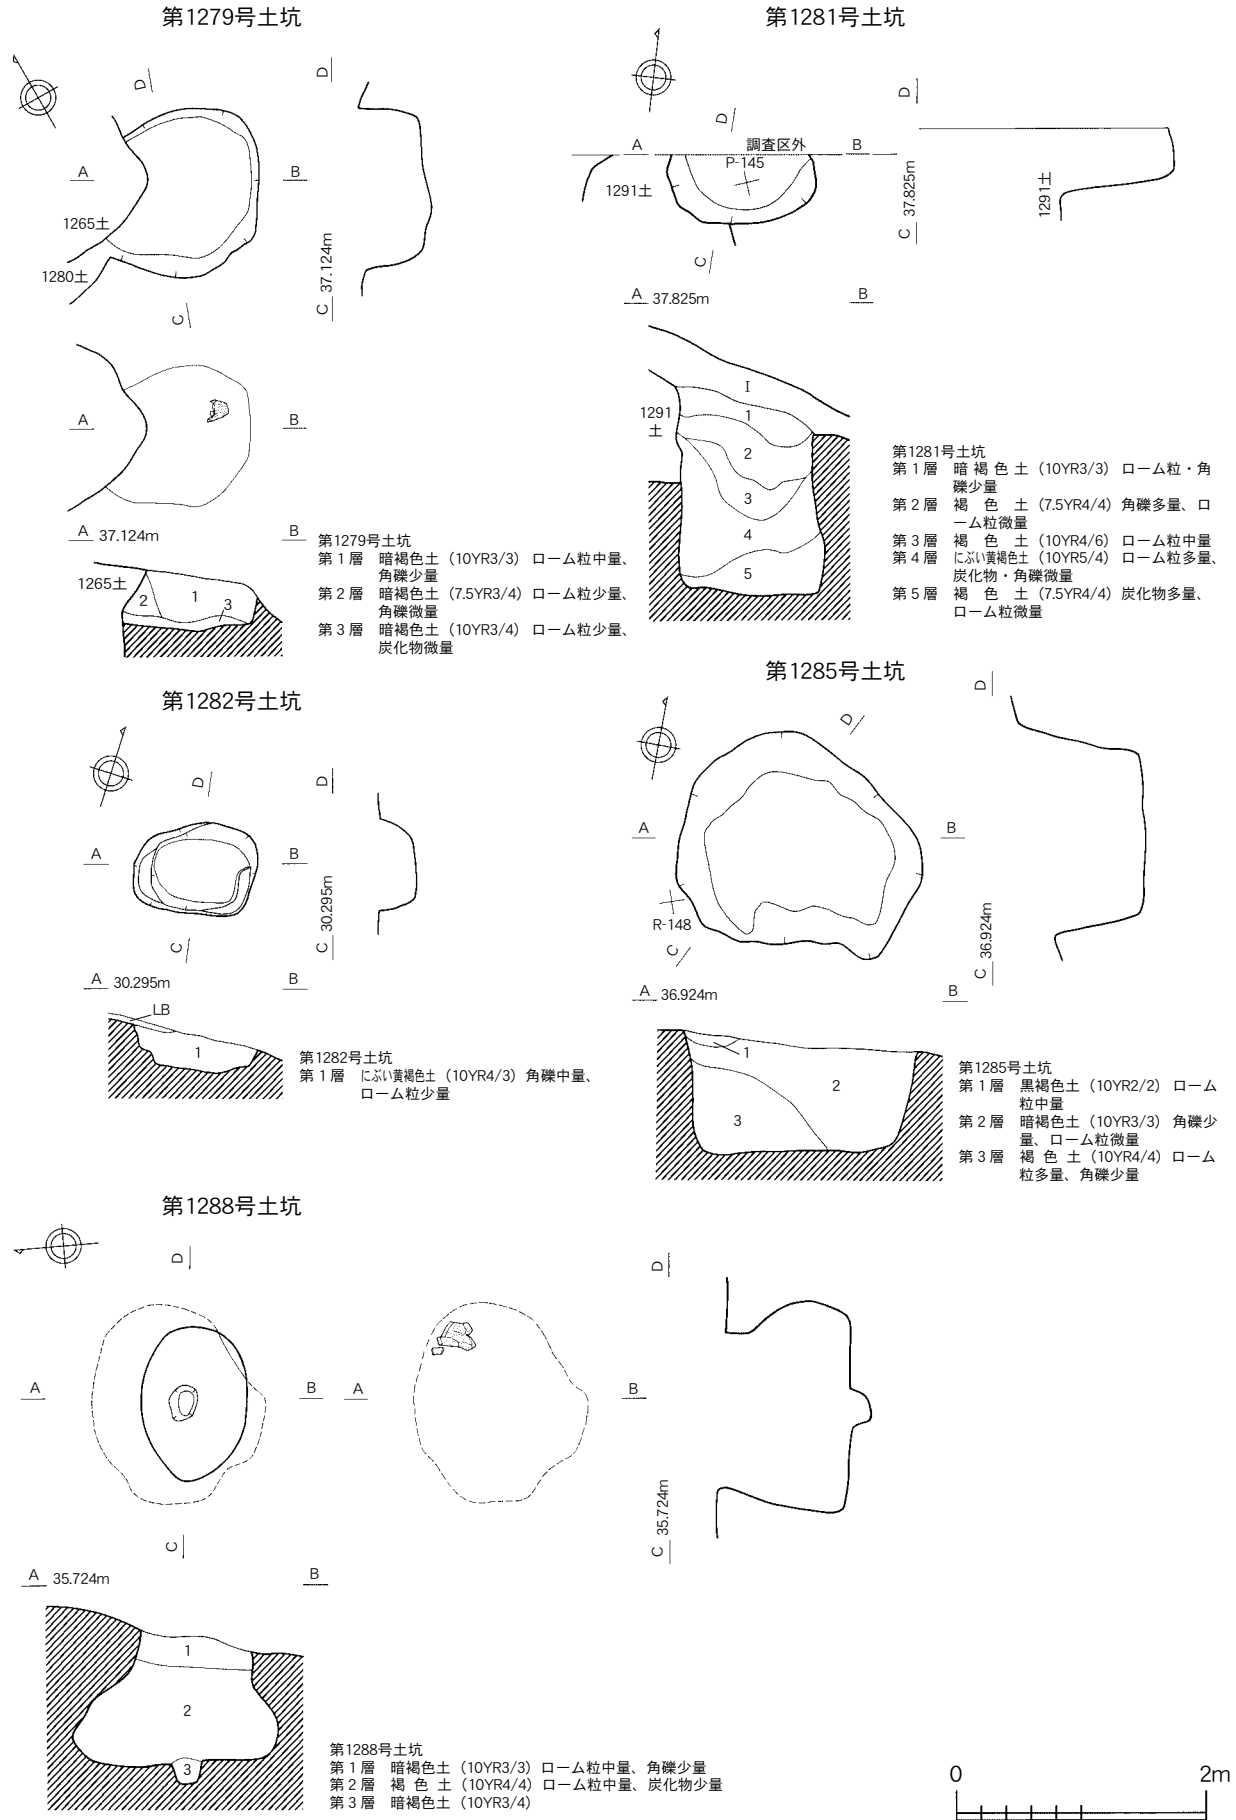 第1279号土坑
D
D
A
B
1265土
1280土
C
C 37.124m
A
B
A 37.124m
B
1265土
2
1
3
第1279号土坑
第１層 暗褐色土（10YR3/3）ローム粒中量、
角礫少量
第２層 暗褐色土（7.5YR3/4）ローム粒少量、
角礫微量
第３層 暗褐色土（10YR3/4）ローム粒少量、
炭化物微量
第1281号土坑
D
D
A
調査区外
B
P-145
1291土
C
C 37.825m
1291土
A 37.825m
B
I
1
1291
土
2
3
4
5
第1281号土坑
第１層 暗褐色土（10YR3/3）ローム粒・角
礫少量
第２層 褐色土（7.5YR4/4）角礫多量、ロ
ーム粒微量
第３層 褐色土（10YR4/6）ローム粒中量
第４層 にぶい黄褐色土（10YR5/4）ローム粒多量、
炭化物・角礫微量
第５層 褐色土（7.5YR4/4）炭化物多量、
ローム粒微量
第1282号土坑
D
D
A
B
C
C 30.295m
A 30.295m
B
LB
1
第1282号土坑
第１層 にぶい黄褐色土（10YR4/3）角礫中量、
ローム粒少量
第1285号土坑
D
D
A
B
R-148
C
C 36.924m
A 36.924m
B
1
2
3
第1285号土坑
第１層 黒褐色土（10YR2/2）ローム
粒中量
第２層 暗褐色土（10YR3/3）角礫少
量、ローム粒微量
第３層 褐色土（10YR4/4）ローム
粒多量、角礫少量
第1288号土坑
D
D
A
B
A
B
C
C 35.724m
A 35.724m
B
1
2
3
第1288号土坑
第１層 暗褐色土（10YR3/3）ローム粒中量、角礫少量
第２層 褐色土（10YR4/4）ローム粒中量、炭化物少量
第３層 暗褐色土（10YR3/4）
0
2m